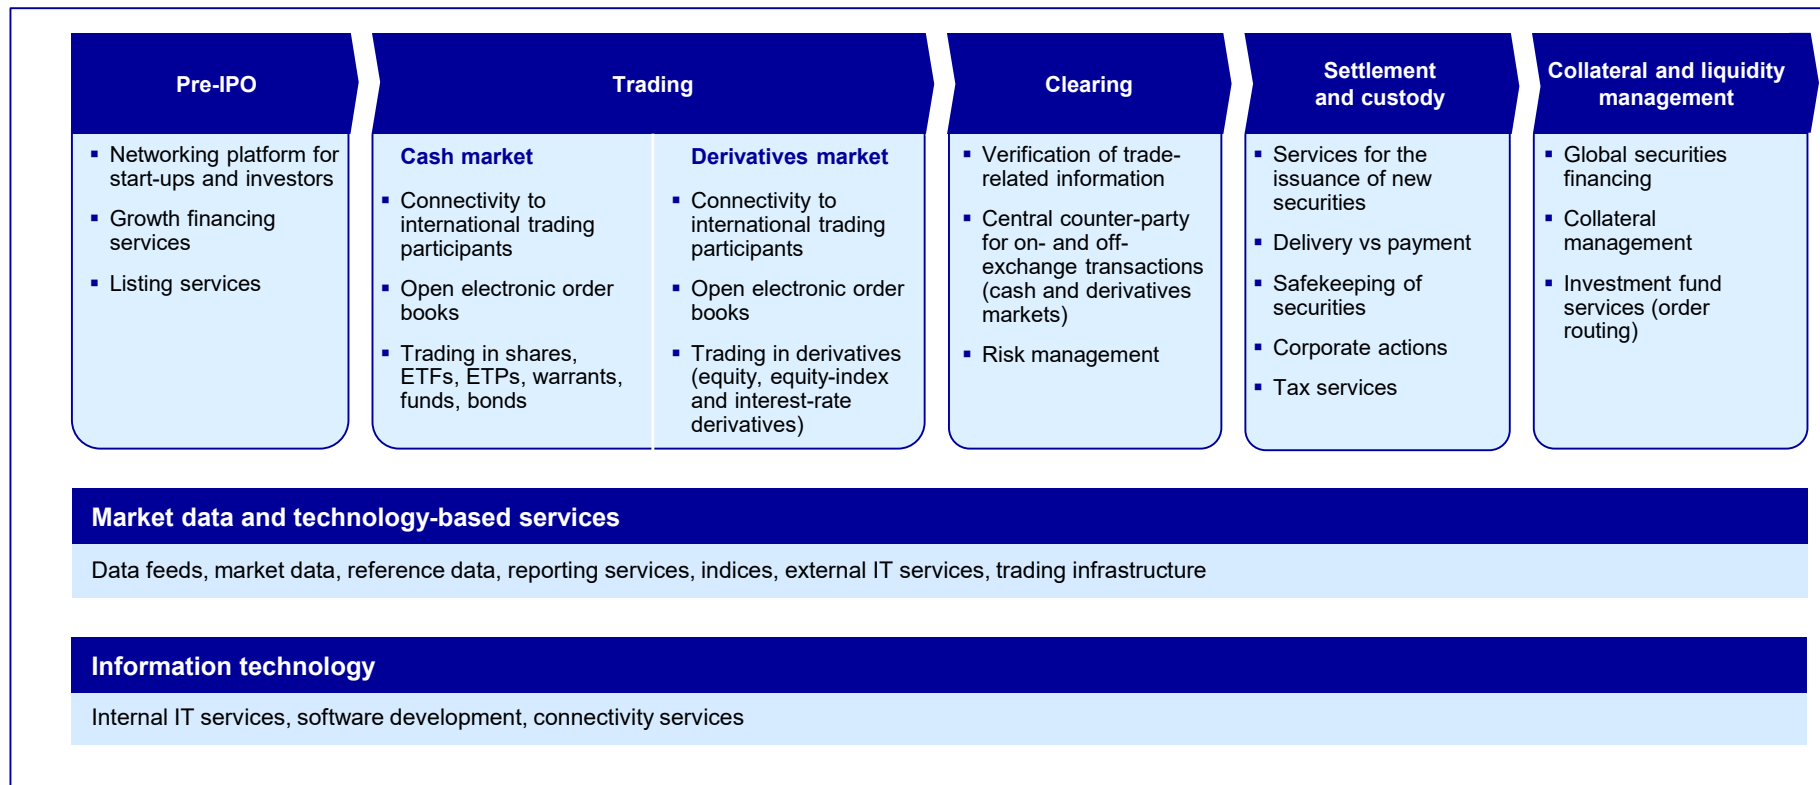 Pre-IPO
Networking platform for
start-ups and investors
Growth financing
services
Listing services
Trading
Cash market
Connectivity to
international trading
participants
Open electronic order
books
Trading in shares,
ETFs, ETPs, warrants,
funds, bonds
Derivatives market
Connectivity to
international trading
participants
Open electronic order
books
Trading in derivatives
(equity, equity-index
and interest-rate
derivatives)
Clearing
Verification of trade-
related information
Central counter-party
for on- and off-
exchange transactions
(cash and derivatives
markets)
Risk management
Settlement
and custody
Services for the
issuance of new
securities
Delivery vs payment
Safekeeping of
securities
Corporate actions
Tax services
Collateral and liquidity
management
Global securities
financing
Collateral
management
Investment fund
services (order
routing)
Market data and technology-based services
Data feeds, market data, reference data, reporting services, indices, external IT services, trading infrastructure
Information technology
Internal IT services, software development, connectivity services